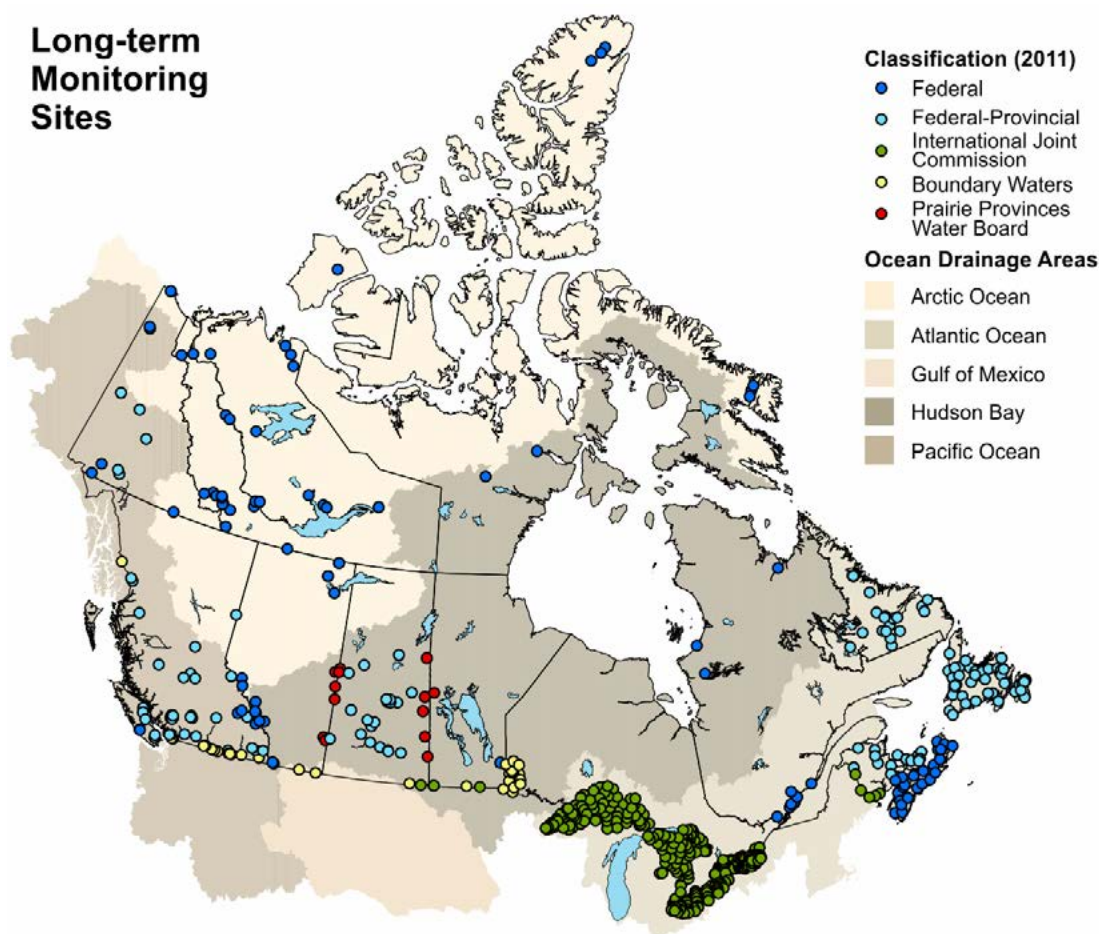 Long-term
Monitoring
Sites
Classification (2011)
Federal
Federal-Provincial
International Joint
Commission
Boundary Waters
Prairie Provinces
Water Board
Ocean Drainage Areas
Arctic Ocean
Atlantic Ocean
Gulf of Mexico
Hudson Bay
Pacific Ocean